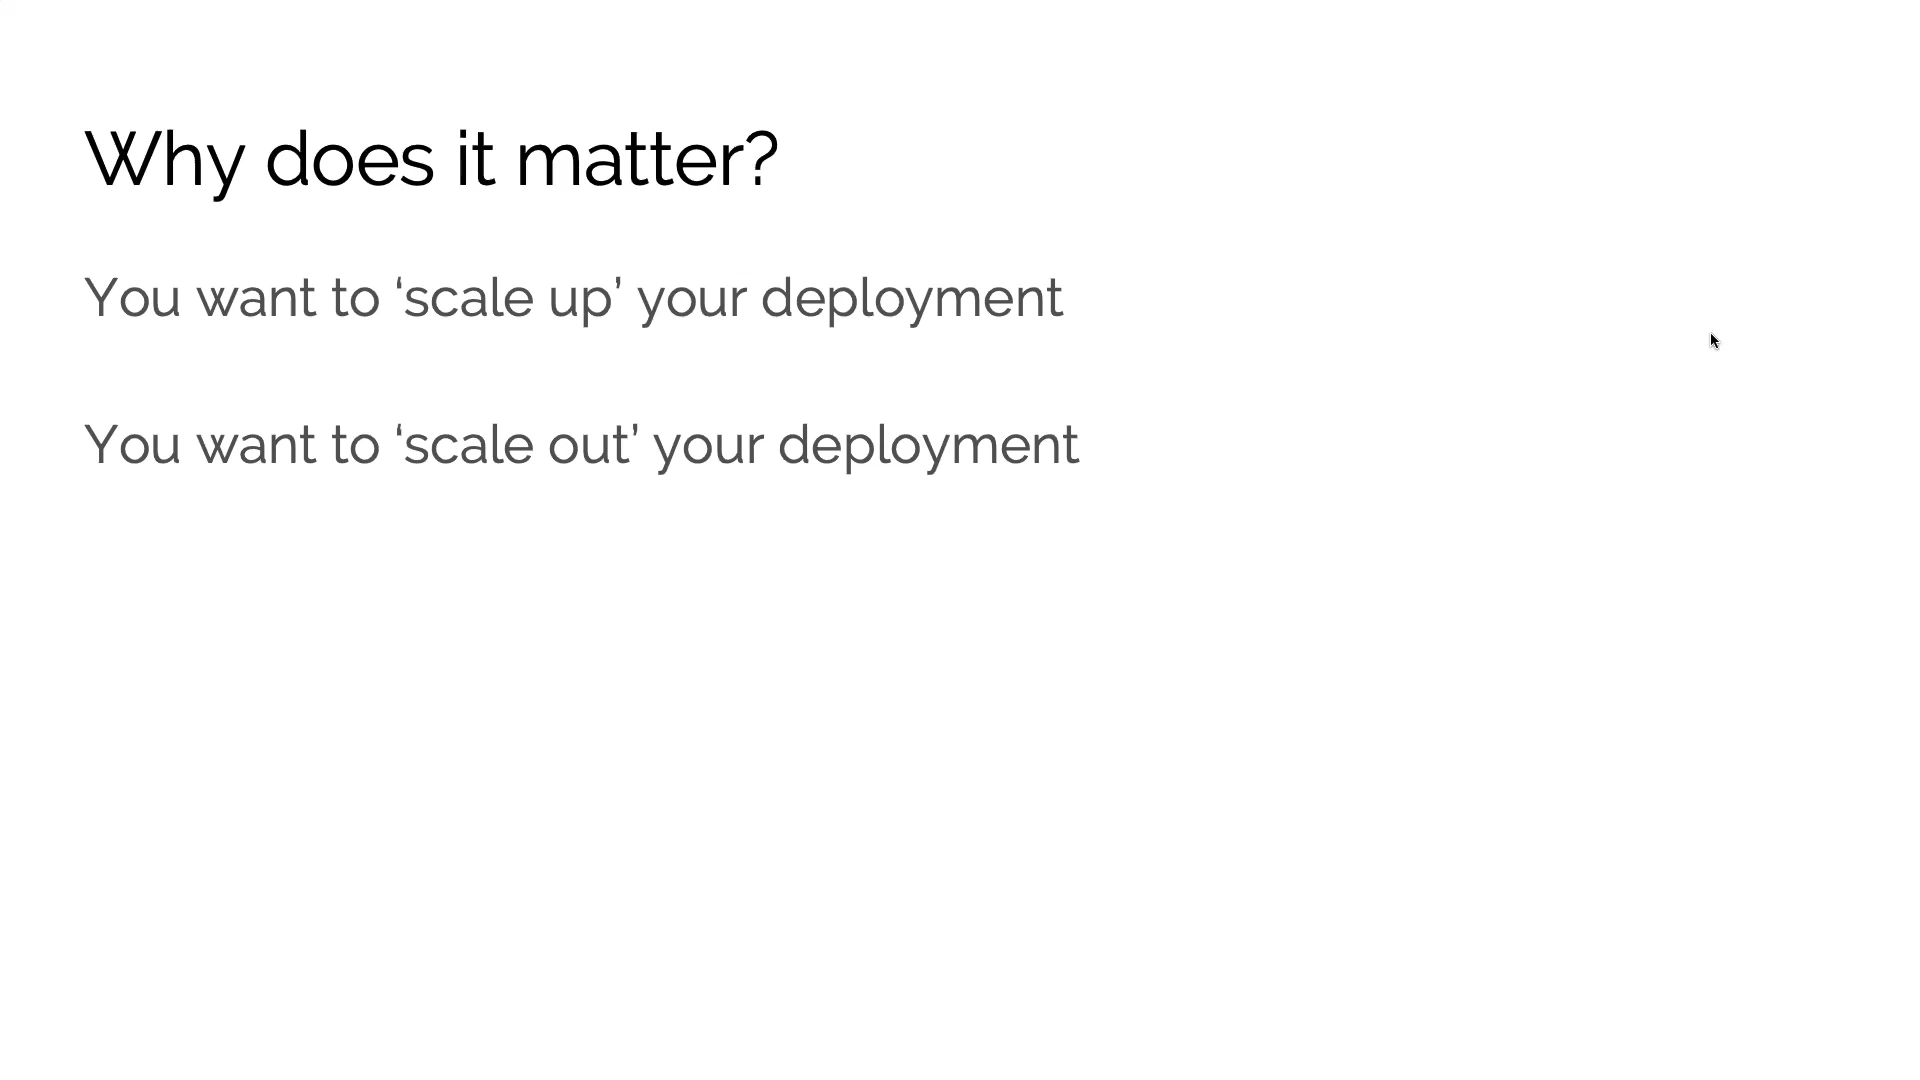 Why does it matter?
You want to ‘scale up’ your deployment
You want to ‘scale out’ your deployment